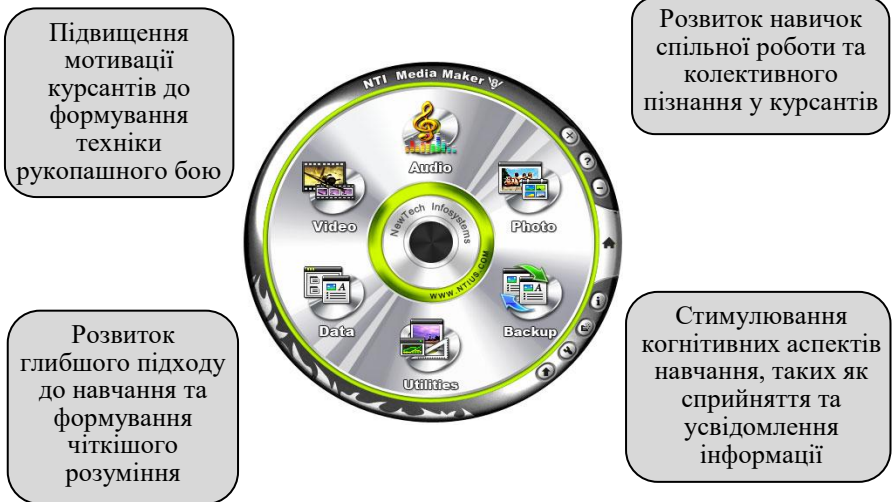 Підвищення
мотивації
курсантів до
формування
техніки
рукопашного бою
Розвиток навичок
спільної роботи та
колективного
пізнання у курсантів
NTI Media Maker
Audio
Video
Photo
NewTech Infosystems
WWW.NTIUS.COM
Data
Backup
Utilities
Розвиток
глибшого підходу
до навчання та
формування
чіткішого
розуміння
Стимулювання
когнітивних аспектів
навчання, таких як
сприйняття та
усвідомлення
інформації